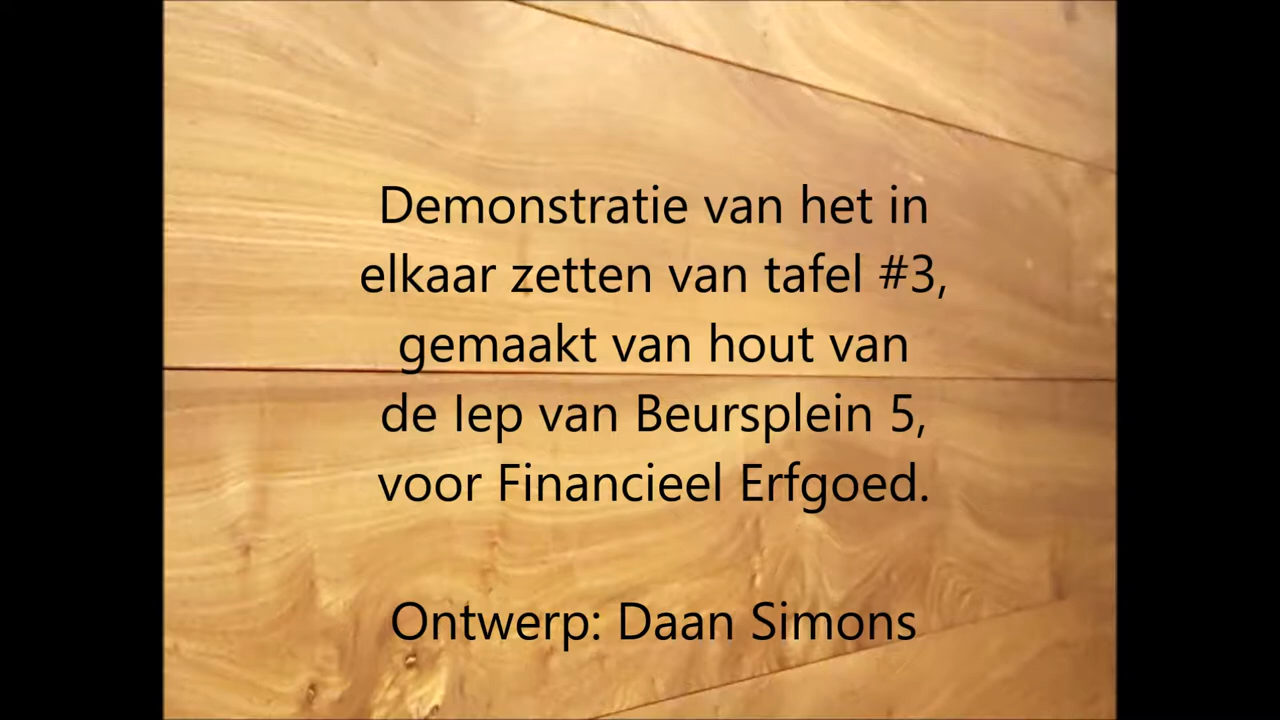 Demonstratie van het in
elkaar zetten van tafel #3,
gemaakt van hout van
de Iep van Beursplein 5,
voor Financieel Erfgoed.
Ontwerp: Daan Simons